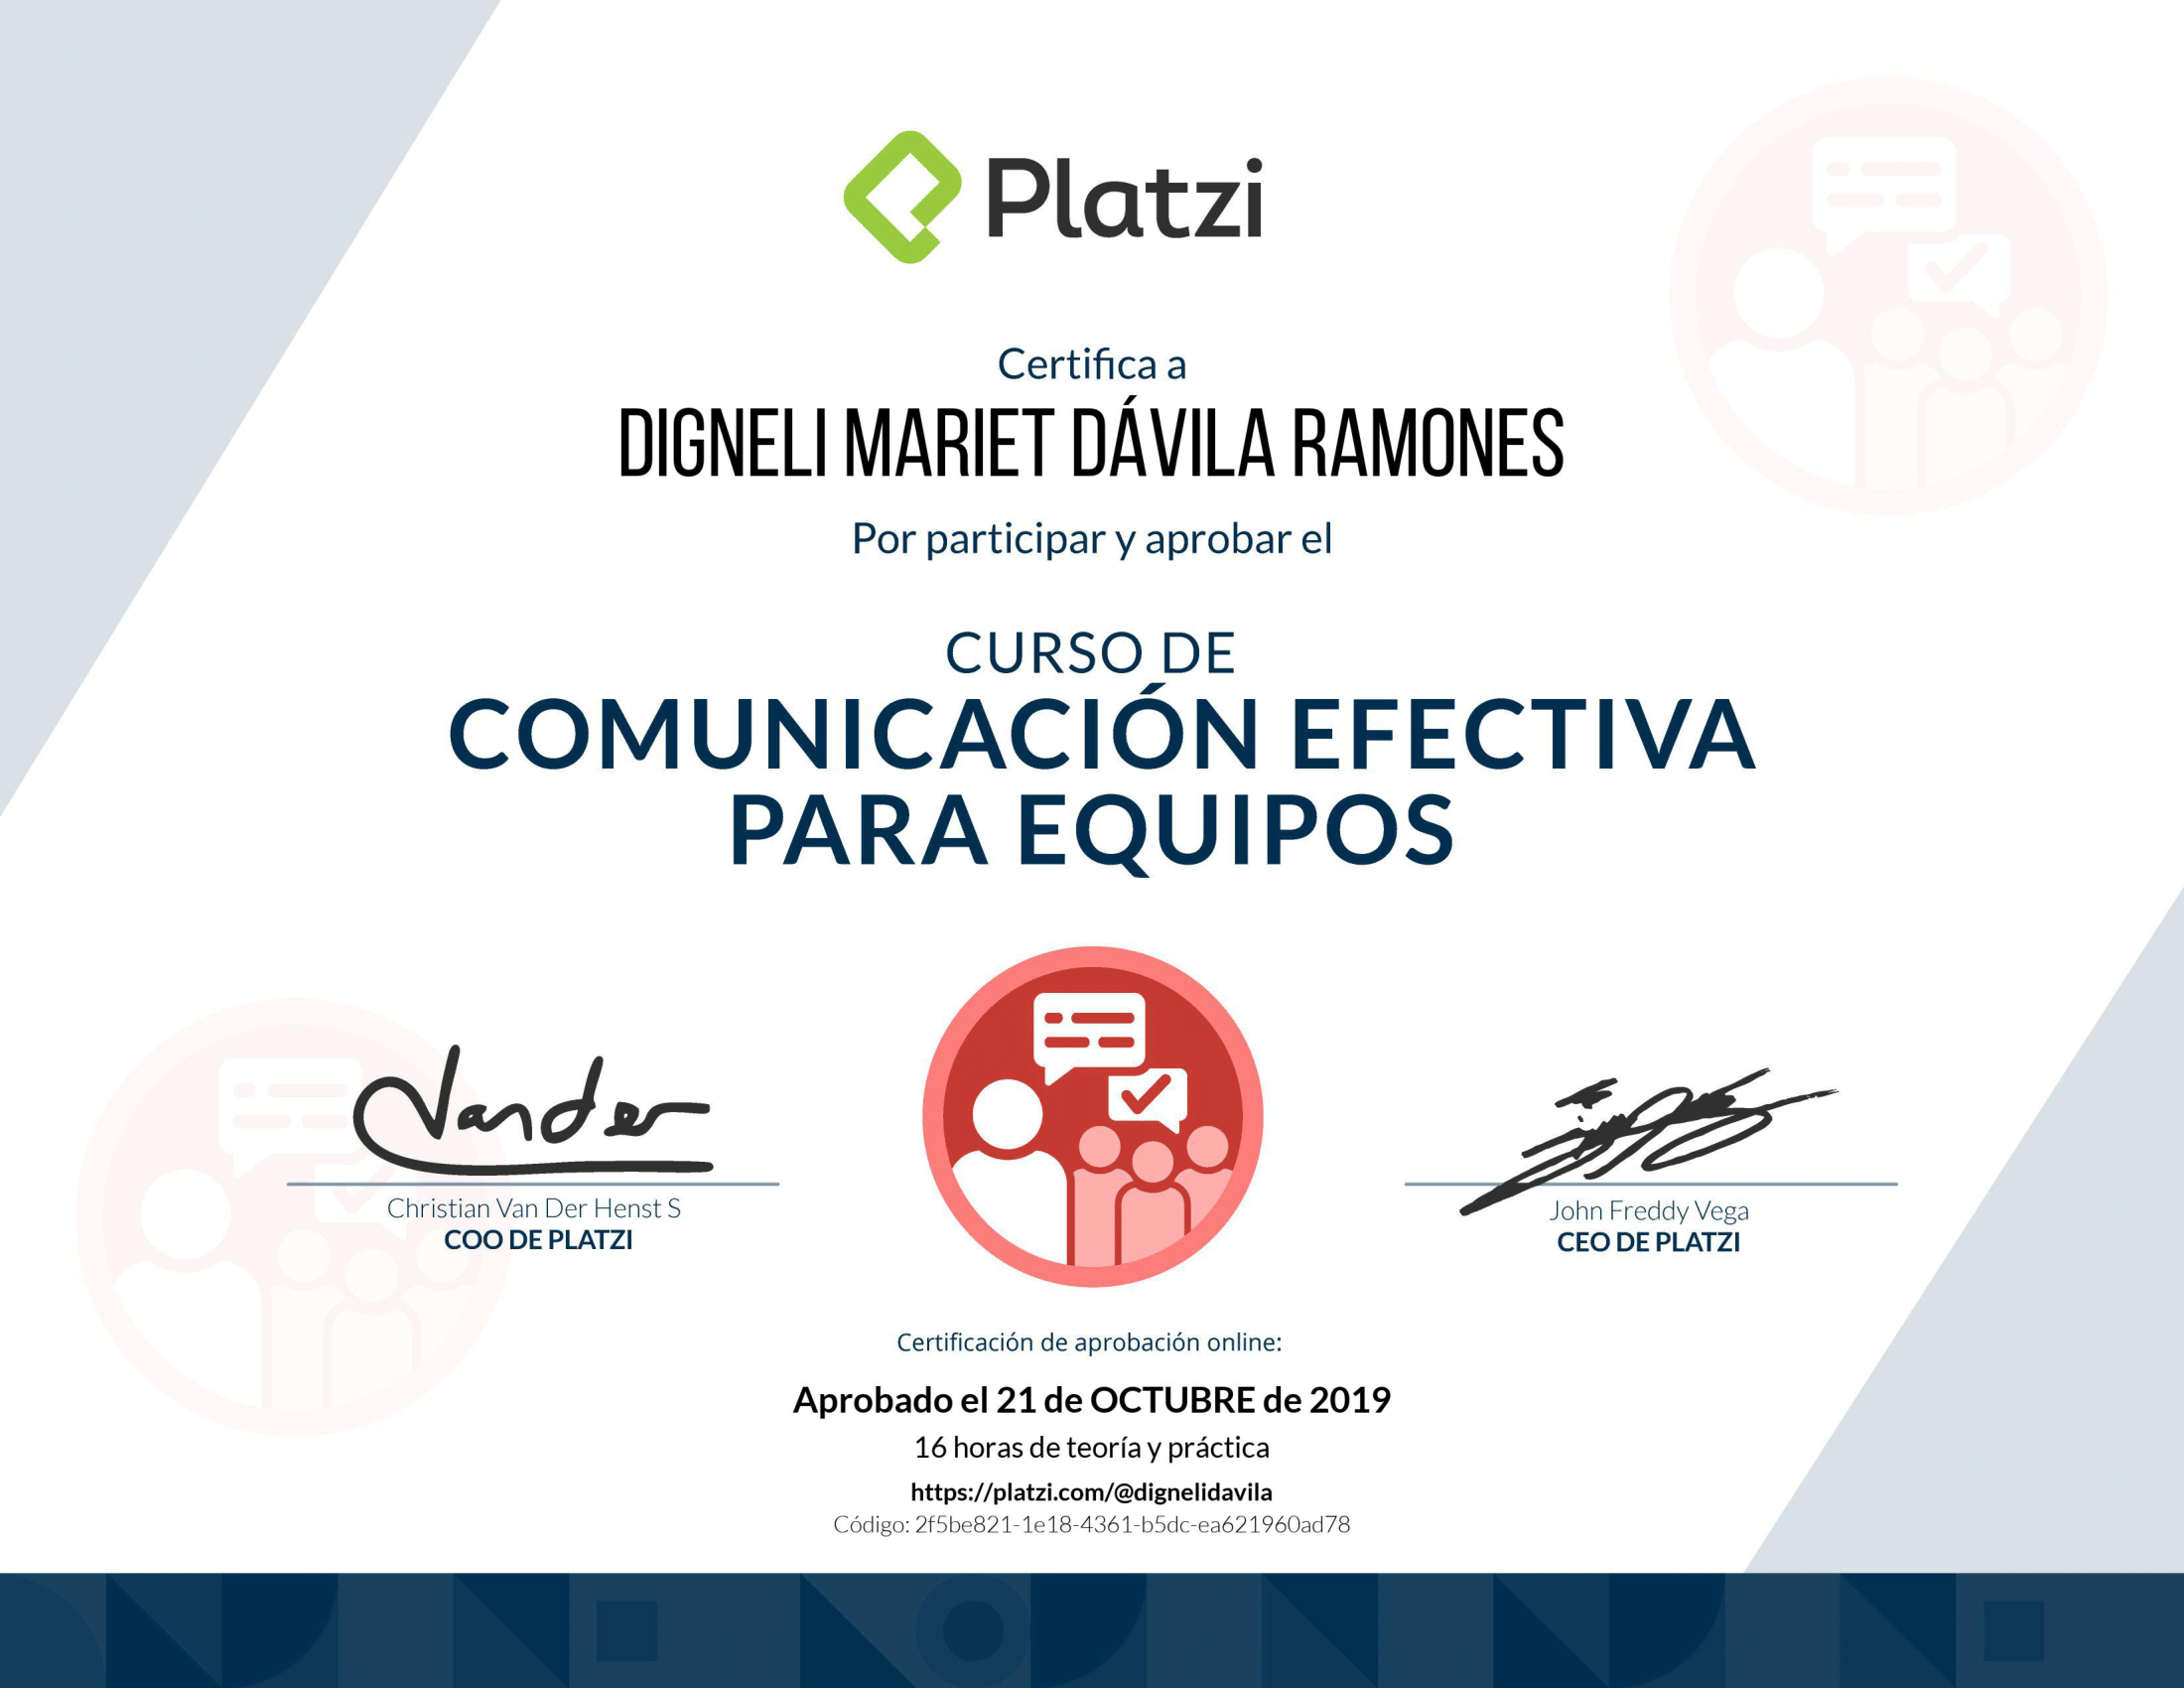 Platzi
Certifica a
DIGNELI MARIET DÁVILA RAMONES
Por participar y aprobar el
CURSO DE
COMUNICACIÓN EFECTIVA
PARA EQUIPOS
Vander
Christian Van Der Henst S
COO DE PLATZI
John Freddy Vega
CEO DE PLATZI
Certificación de aprobación online:
Aprobado el 21 de OCTUBRE de 2019
16 horas de teoría y práctica
https://platzi.com/@dignelidavila
Código: 2f5be821-1e18-4361-b5dc-ea621960ad78